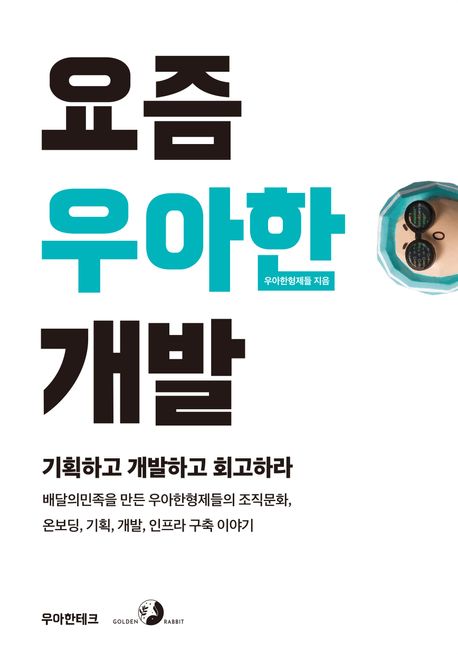 요즘
우아한
우아한형제들 지음
개발
기획하고 개발하고 회고하라
배달의민족을 만든 우아한형제들의 조직문화,
온보딩, 기획, 개발, 인프라 구축 이야기
우아한테크
GOLDEN RABBIT